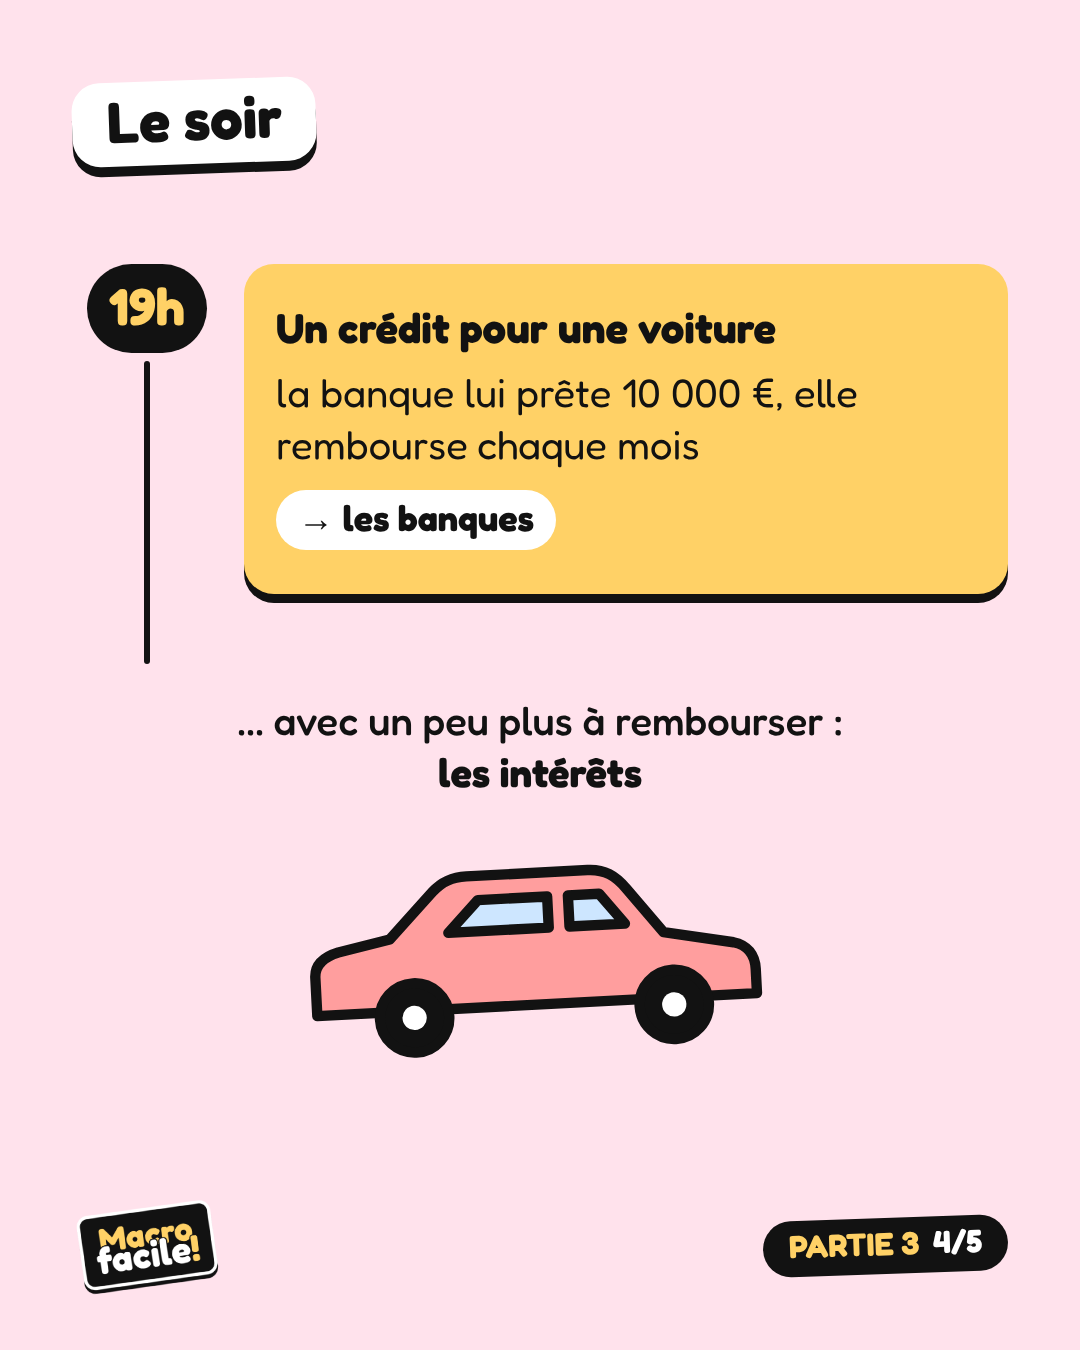 Le soir
19h
Un crédit pour une voiture
la banque lui prête 10 000 €, elle
rembourse chaque mois
→ les banques
... avec un peu plus à rembourser :
les intérêts
Macro
facile!
PARTIE 3 4/5